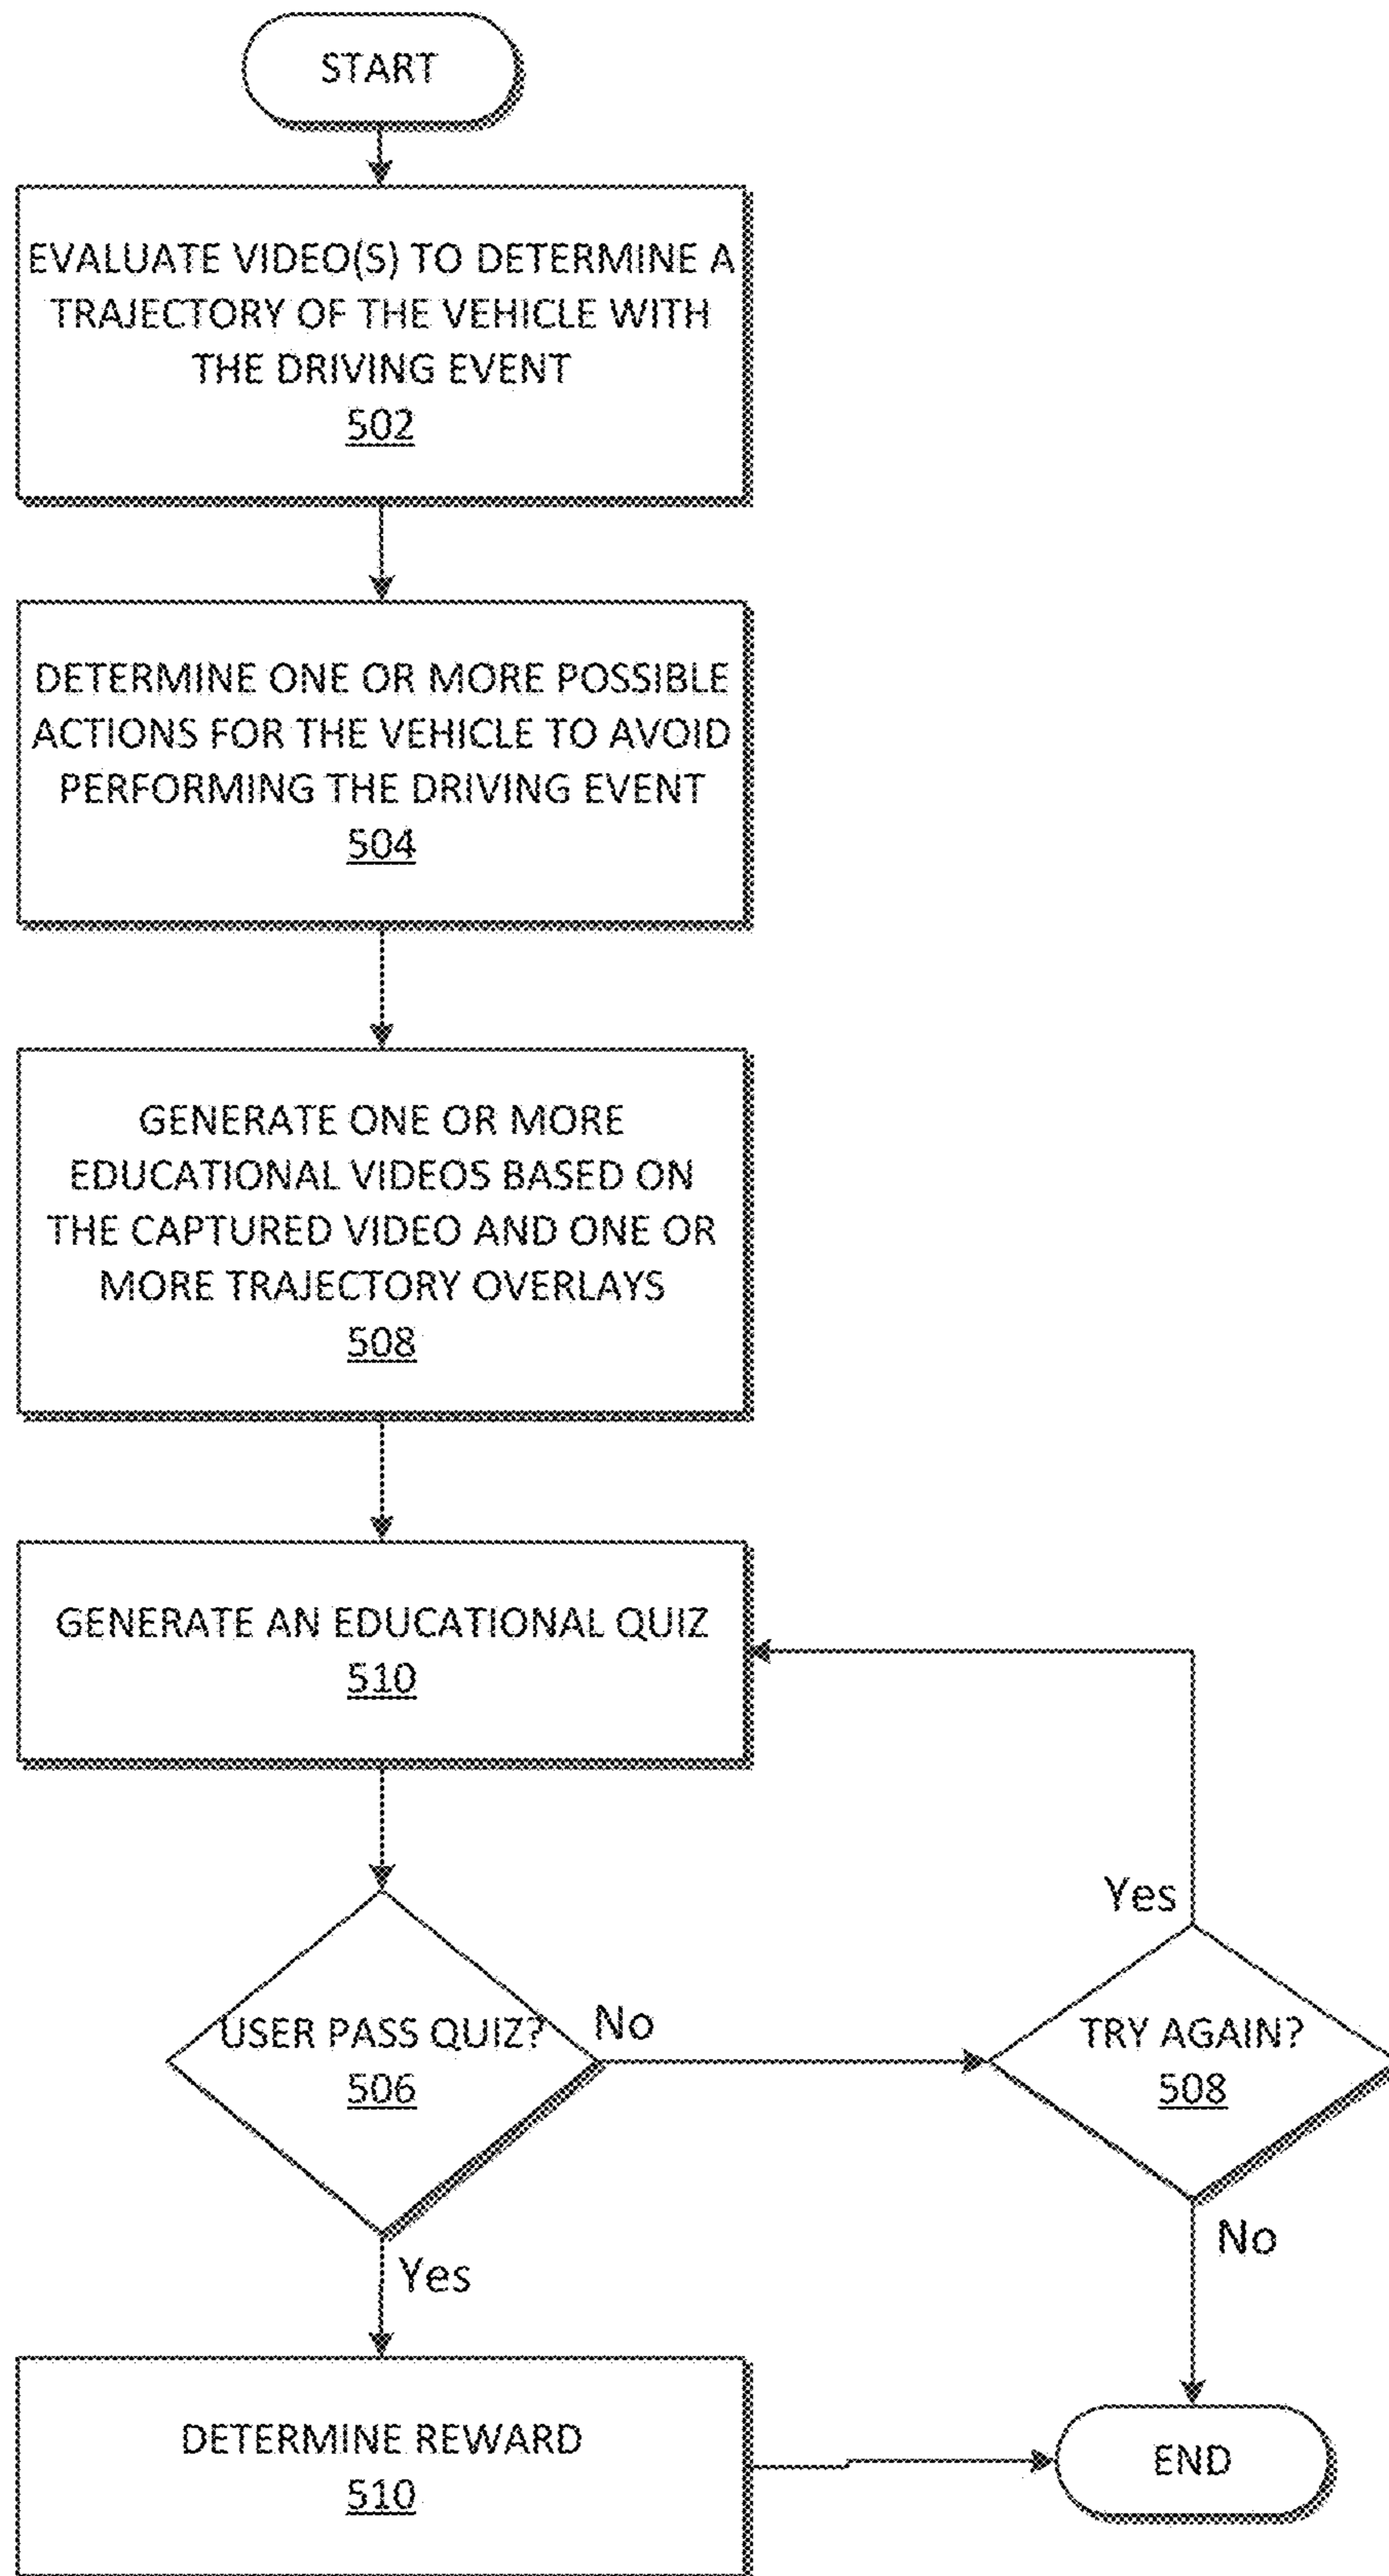 START
EVALUATE VIDEO(S) TO DETERMINE A
TRAJECTORY OF THE VEHICLE WITH
THE DRIVING EVENT
502
DETERMINE ONE OR MORE POSSIBLE
ACTIONS FOR THE VEHICLE TO AVOID
PERFORMING THE DRIVING EVENT
504
GENERATE ONE OR MORE
EDUCATIONAL VIDEOS BASED ON
THE CAPTURED VIDEO AND ONE OR
MORE TRAJECTORY OVERLAYS
508
GENERATE AN EDUCATIONAL QUIZ
510
USER PASS QUIZ?
506
No
Yes
TRY AGAIN?
508
Yes
No
DETERMINE REWARD
510
END